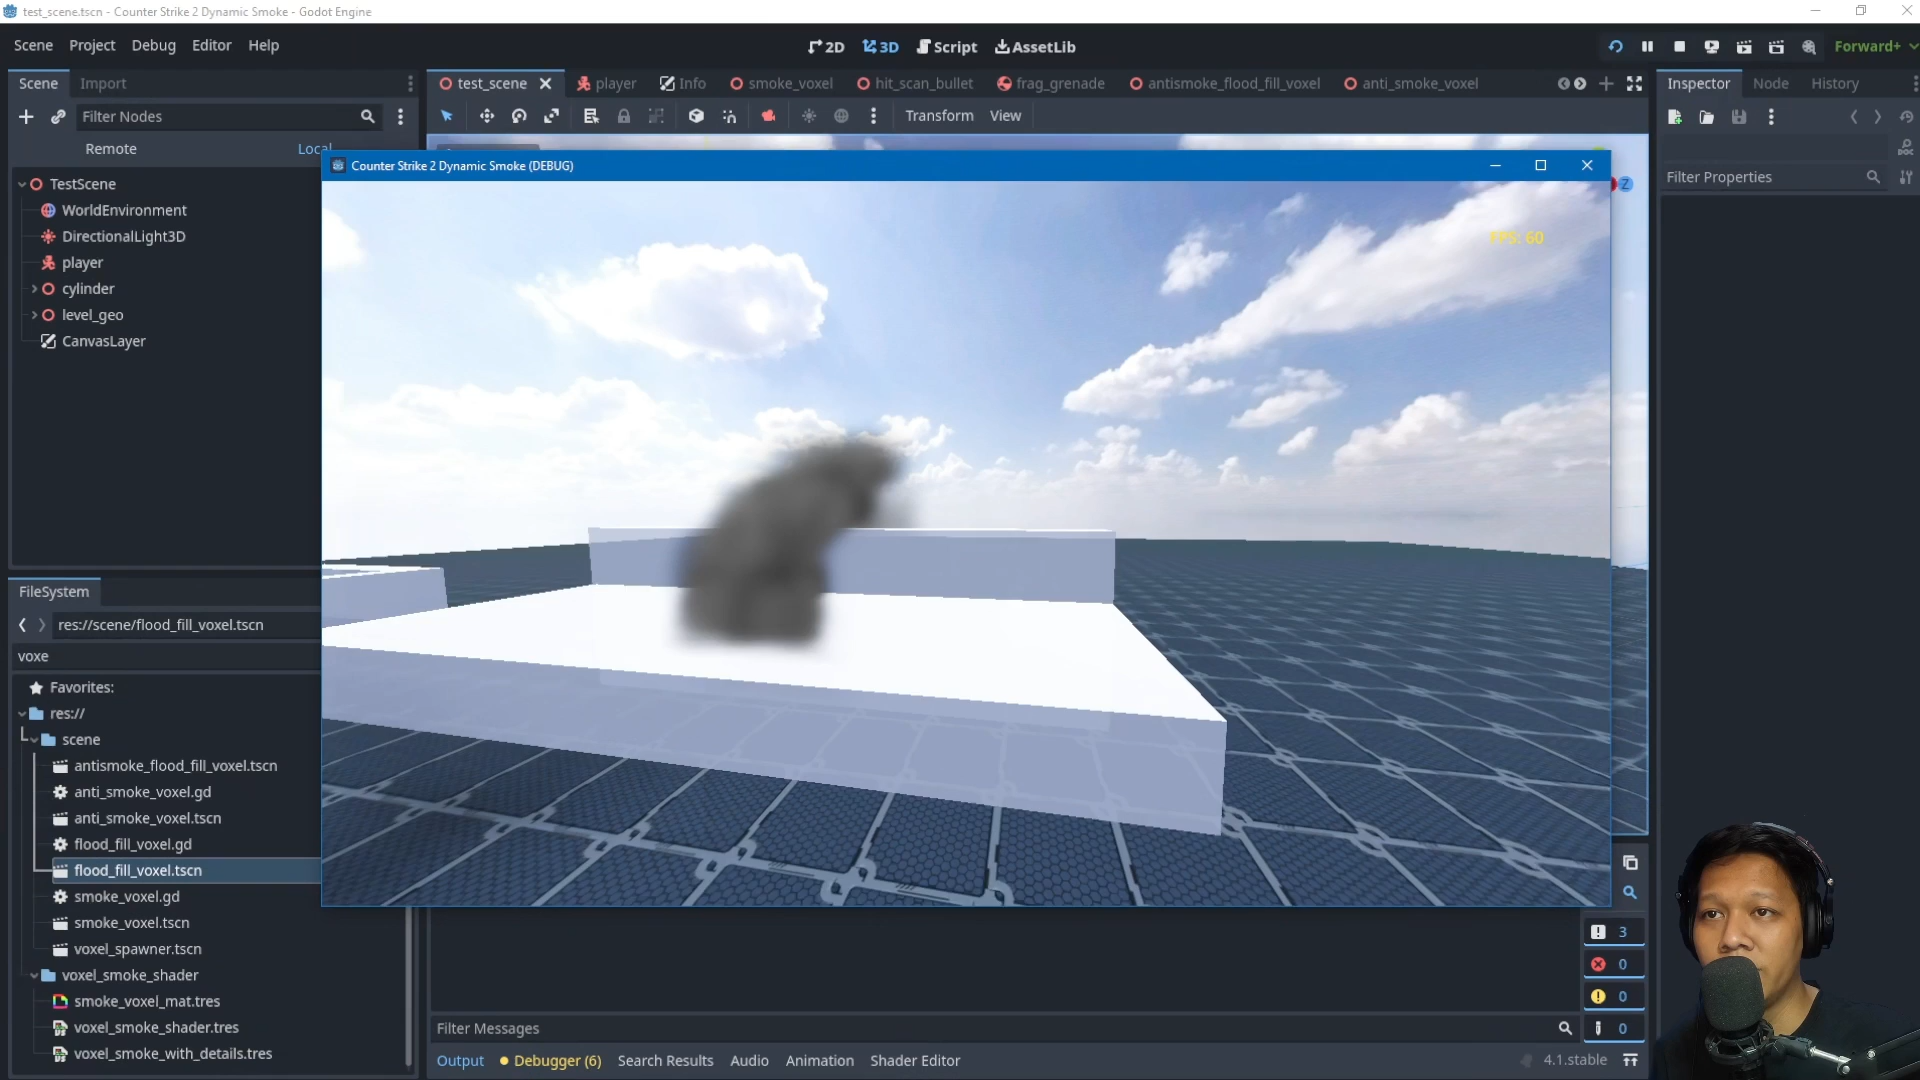 test_scene.tscn - Counter Strike 2 Dynamic Smoke - Godot Engine
Scene Project Debug Editor Help
2D 3D Script AssetLib
Forward+
Scene Import
test_scene player Info smoke_voxel hit_scan_bullet frag_grenade antismoke_flood_fill_voxel anti_smoke_voxel
Inspector Node History
Filter Nodes
Transform View
Remote Local
Filter Properties
Counter Strike 2 Dynamic Smoke (DEBUG)
Z
FPS: 60
TestScene
WorldEnvironment
DirectionalLight3D
player
cylinder
level_geo
CanvasLayer
FileSystem
res://scene/flood_fill_voxel.tscn
voxe
Favorites:
res://
scene
antismoke_flood_fill_voxel.tscn
anti_smoke_voxel.gd
anti_smoke_voxel.tscn
flood_fill_voxel.gd
flood_fill_voxel.tscn
smoke_voxel.gd
smoke_voxel.tscn
voxel_spawner.tscn
voxel_smoke_shader
smoke_voxel_mat.tres
voxel_smoke_shader.tres
voxel_smoke_with_details.tres
3
0
0
0
Filter Messages
Output Debugger (6) Search Results Audio Animation Shader Editor
4.1.stable